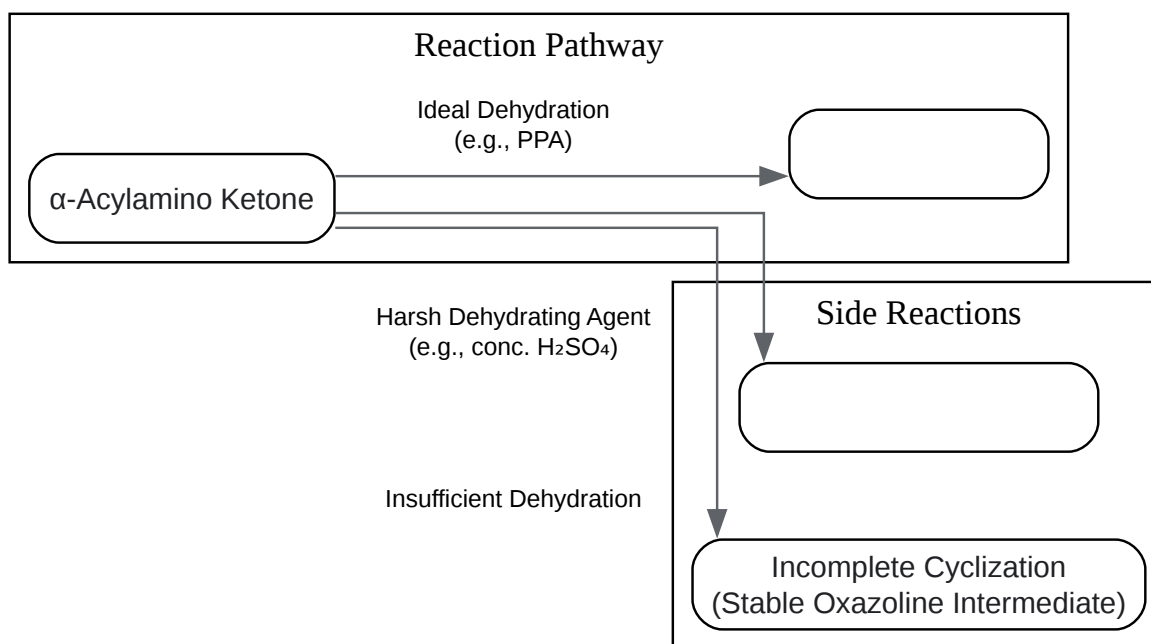 Reaction Pathway
Ideal Dehydration
(e.g., PPA)
α-Acylamino Ketone
Harsh Dehydrating Agent
(e.g., conc. H₂SO₄)
Side Reactions
Insufficient Dehydration
Incomplete Cyclization
(Stable Oxazoline Intermediate)